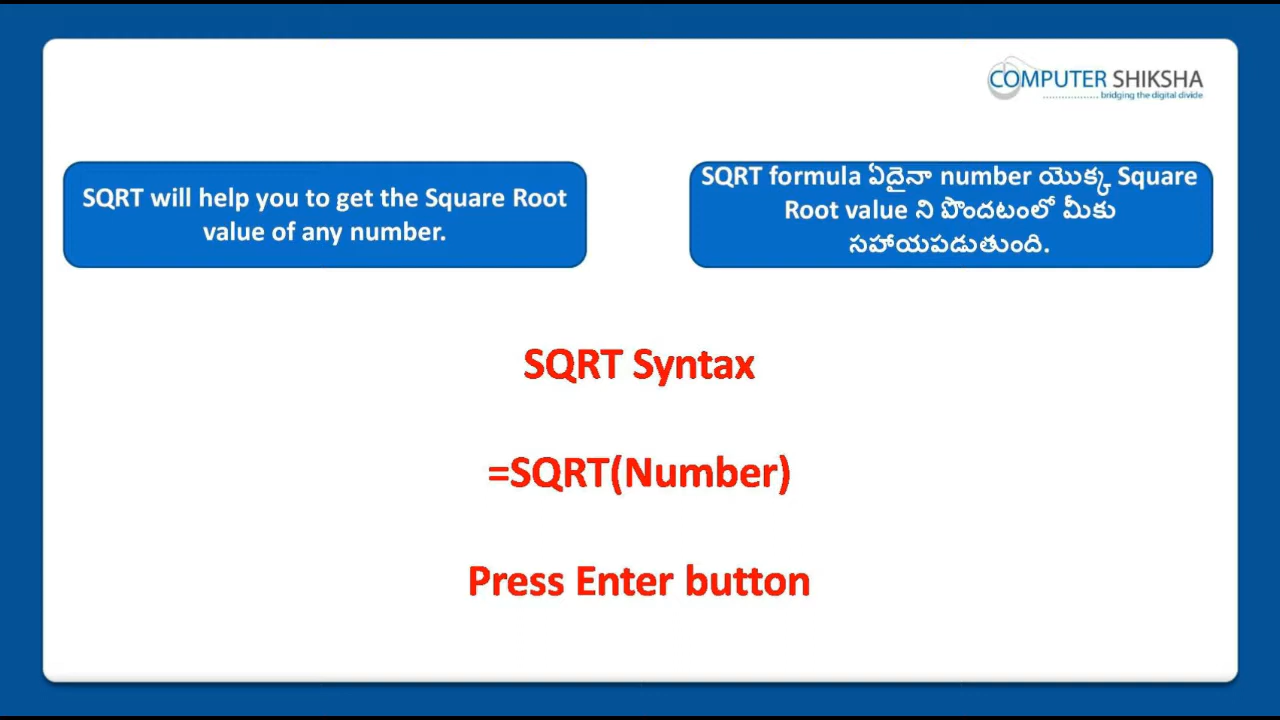 COMPUTER SHIKSHA
bridging the digital divide
SQRT will help you to get the Square Root
value of any number.
SQRT formula ఏదైనా number యొక్క Square
Root value ని పొందటంలో మీకు
సహాయపడుతుంది.
SQRT Syntax
=SQRT(Number)
Press Enter button